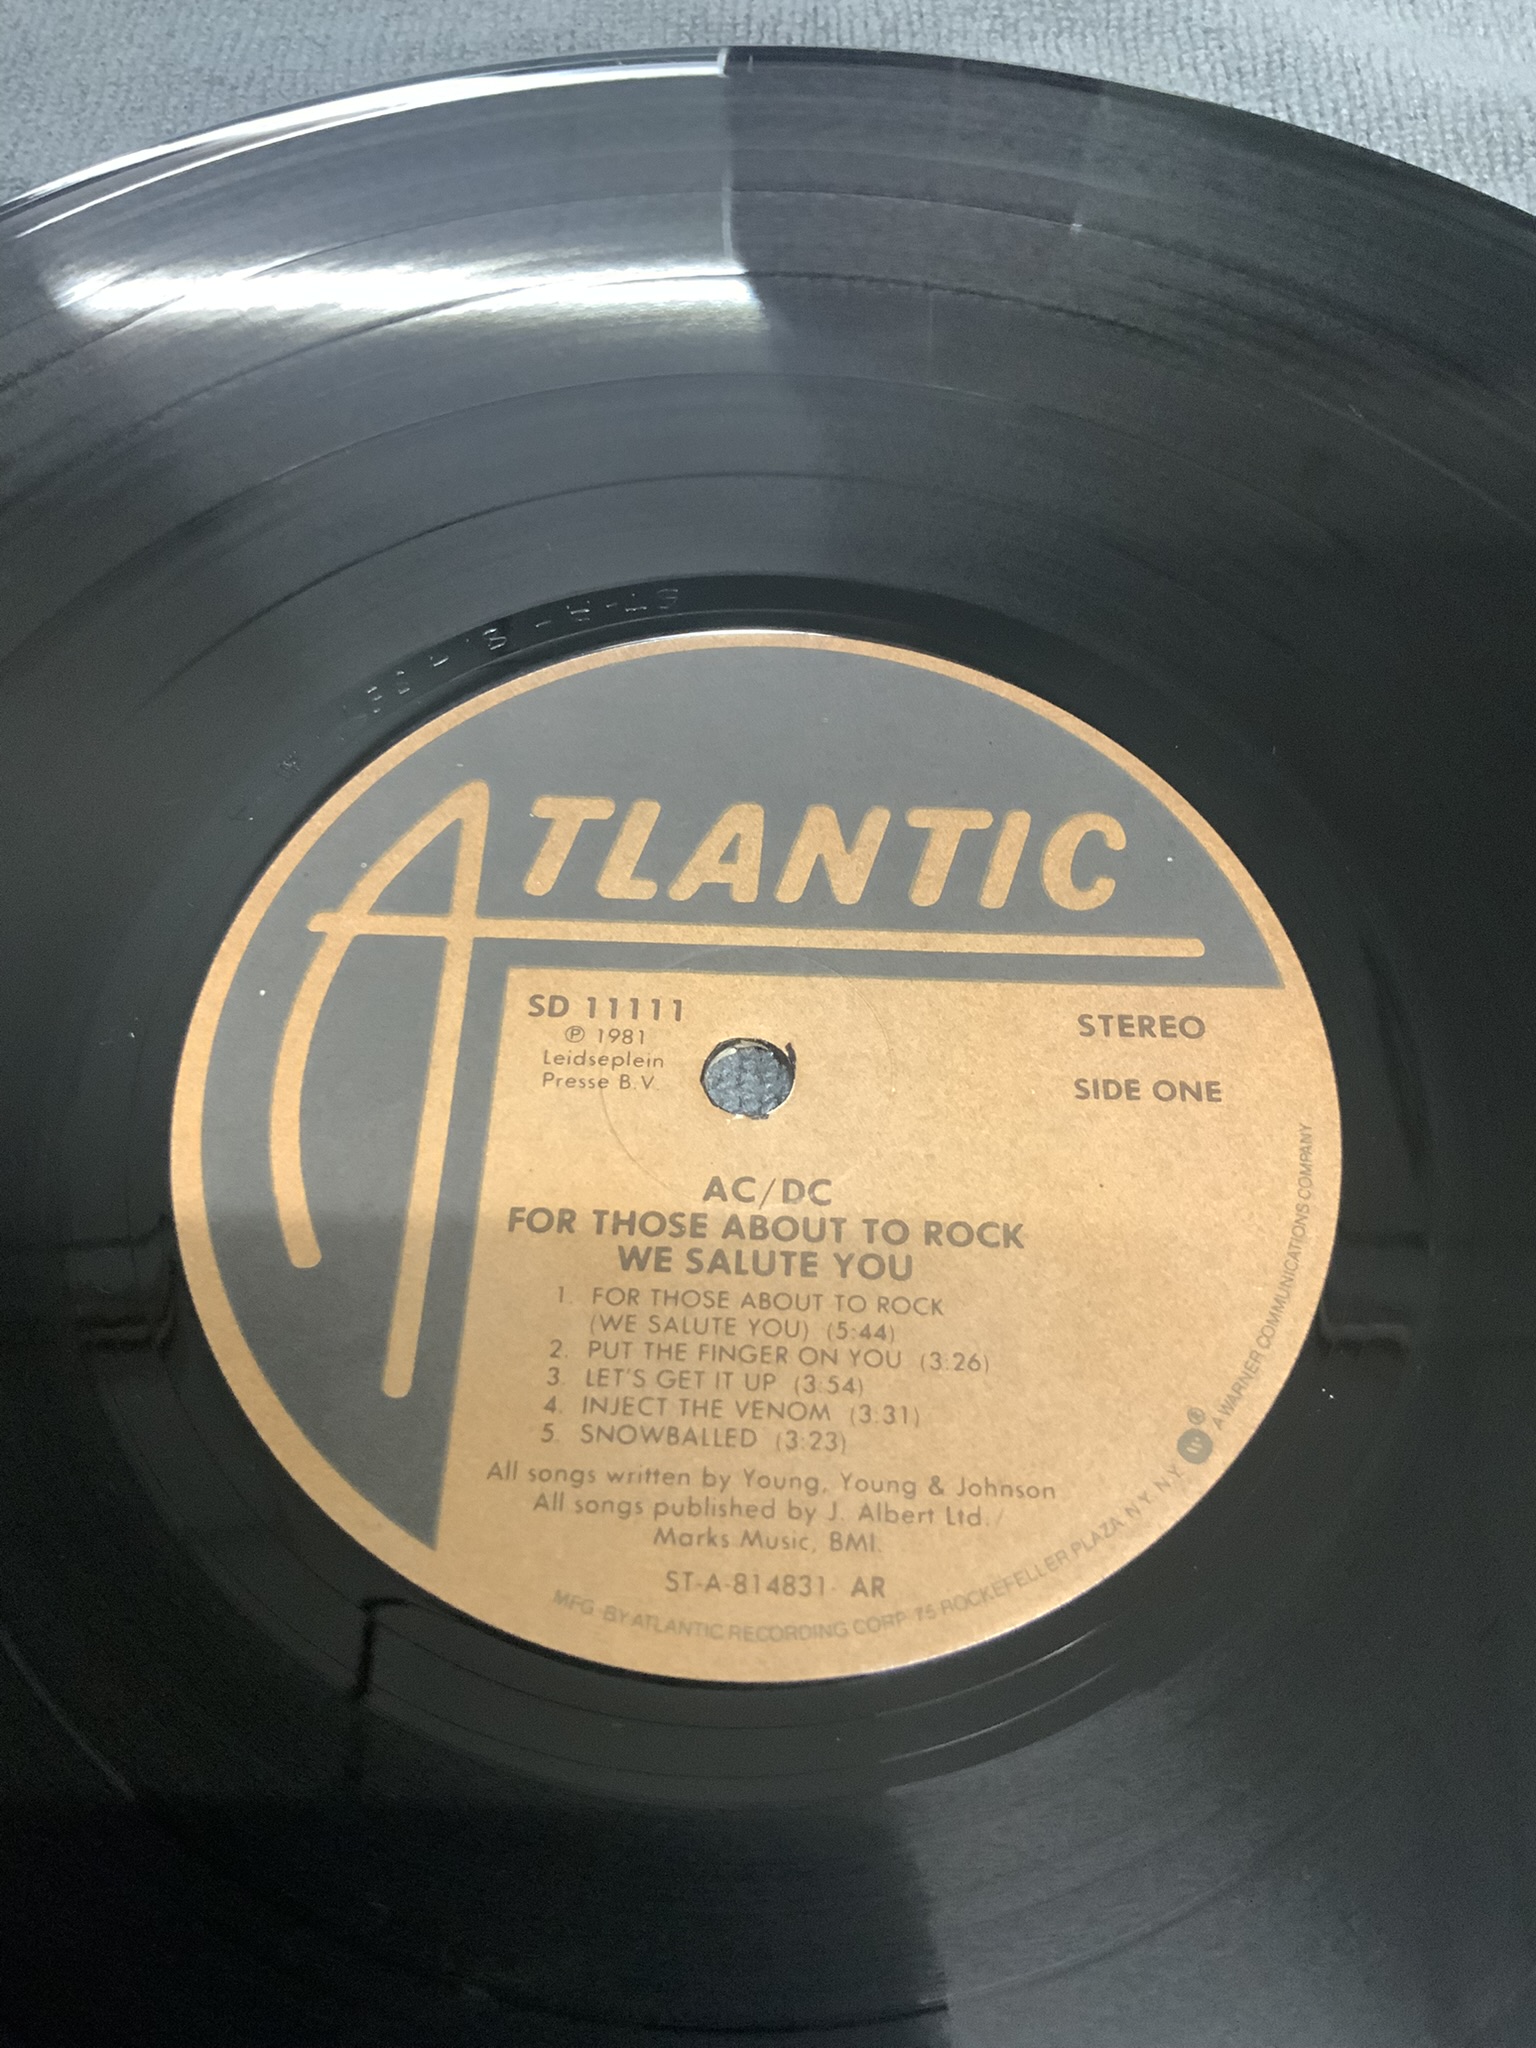 ATLANTIC
SD 11111
℗ 1981
Leidseplein
Presse B.V.
STEREO
SIDE ONE
AC/DC
FOR THOSE ABOUT TO ROCK
WE SALUTE YOU
1. FOR THOSE ABOUT TO ROCK
(WE SALUTE YOU) (5:44)
2. PUT THE FINGER ON YOU (3:26)
3. LET'S GET IT UP (3:54)
4. INJECT THE VENOM (3:31)
5. SNOWBALLED (3:23)
All songs written by Young, Young & Johnson
All songs published by J. Albert Ltd./
Marks Music, BMI.
ST-A-814831 AR
MFG. BY ATLANTIC RECORDING CORP. 75 ROCKEFELLER PLAZA N.Y. N.Y. ® A WARNER COMMUNICATIONS COMPANY